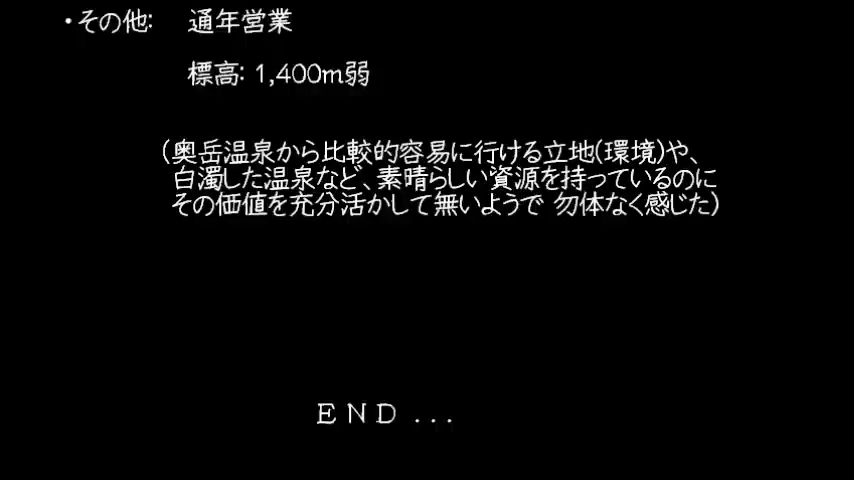 ・その他: 通年営業
標高: 1,400m弱
(奥岳温泉から比較的容易に行ける立地(環境)や、
白濁した温泉など、素晴らしい資源を持っているのに
その価値を充分活かして無いようで 勿体なく感じた)
END...